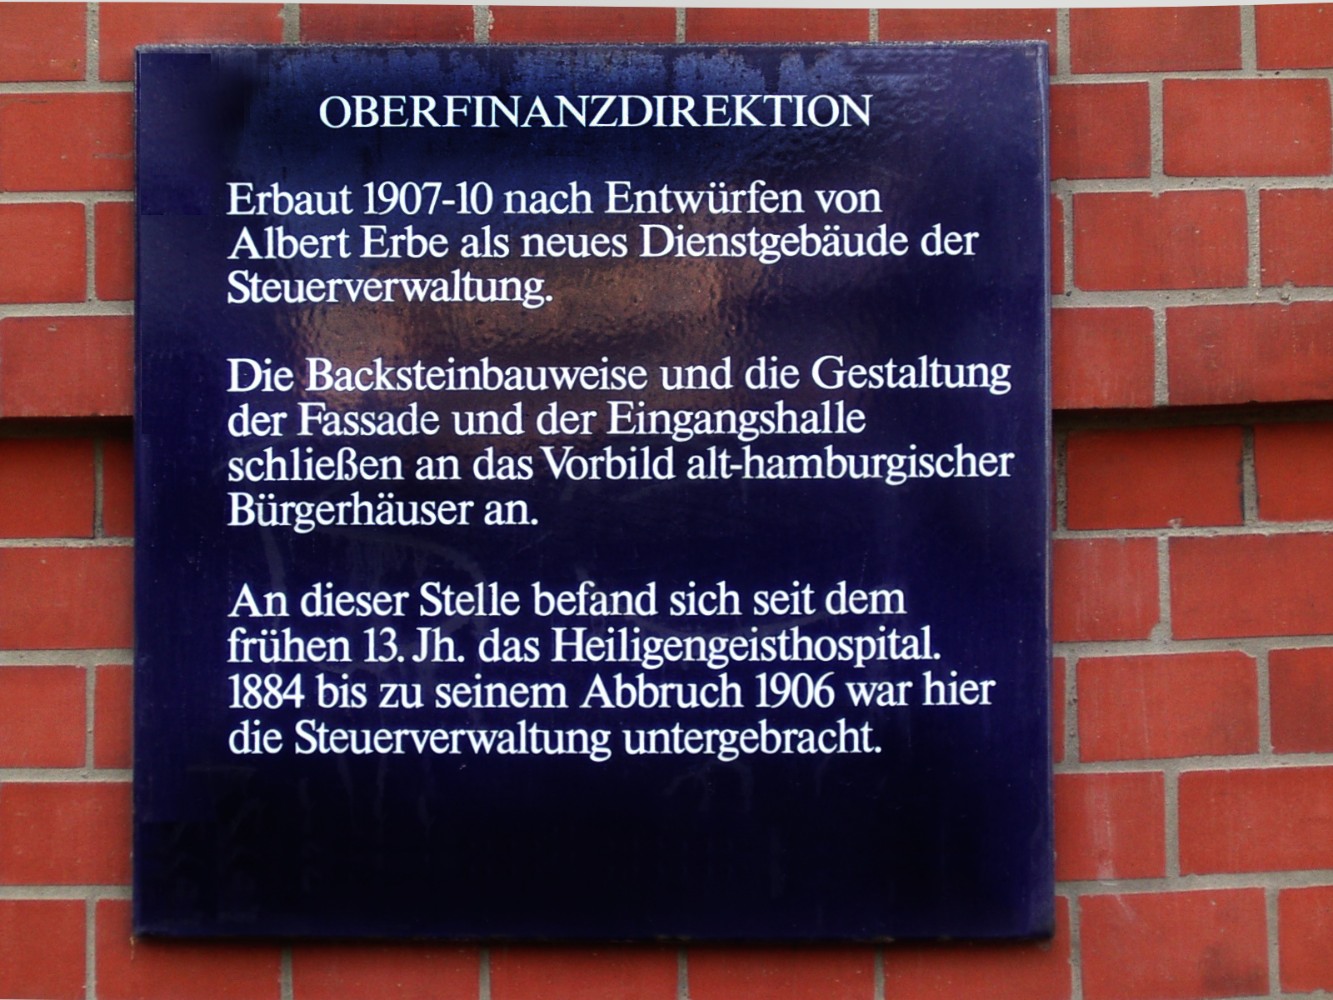 OBERFINANZDIREKTION
Erbaut 1907-10 nach Entwürfen von
Albert Erbe als neues Dienstgebäude der
Steuerverwaltung.
Die Backsteinbauweise und die Gestaltung
der Fassade und der Eingangshalle
schließen an das Vorbild alt-hamburgischer
Bürgerhäuser an.
An dieser Stelle befand sich seit dem
frühen 13. Jh. das Heiligengeisthospital.
1884 bis zu seinem Abbruch 1906 war hier
die Steuerverwaltung untergebracht.